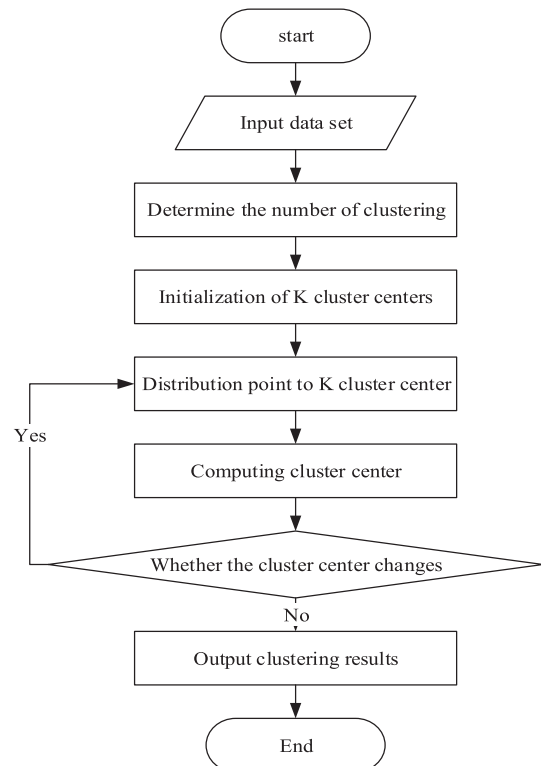 start
Input data set
Determine the number of clustering
Initialization of K cluster centers
Distribution point to K cluster center
Yes
Computing cluster center
Whether the cluster center changes
No
Output clustering results
End